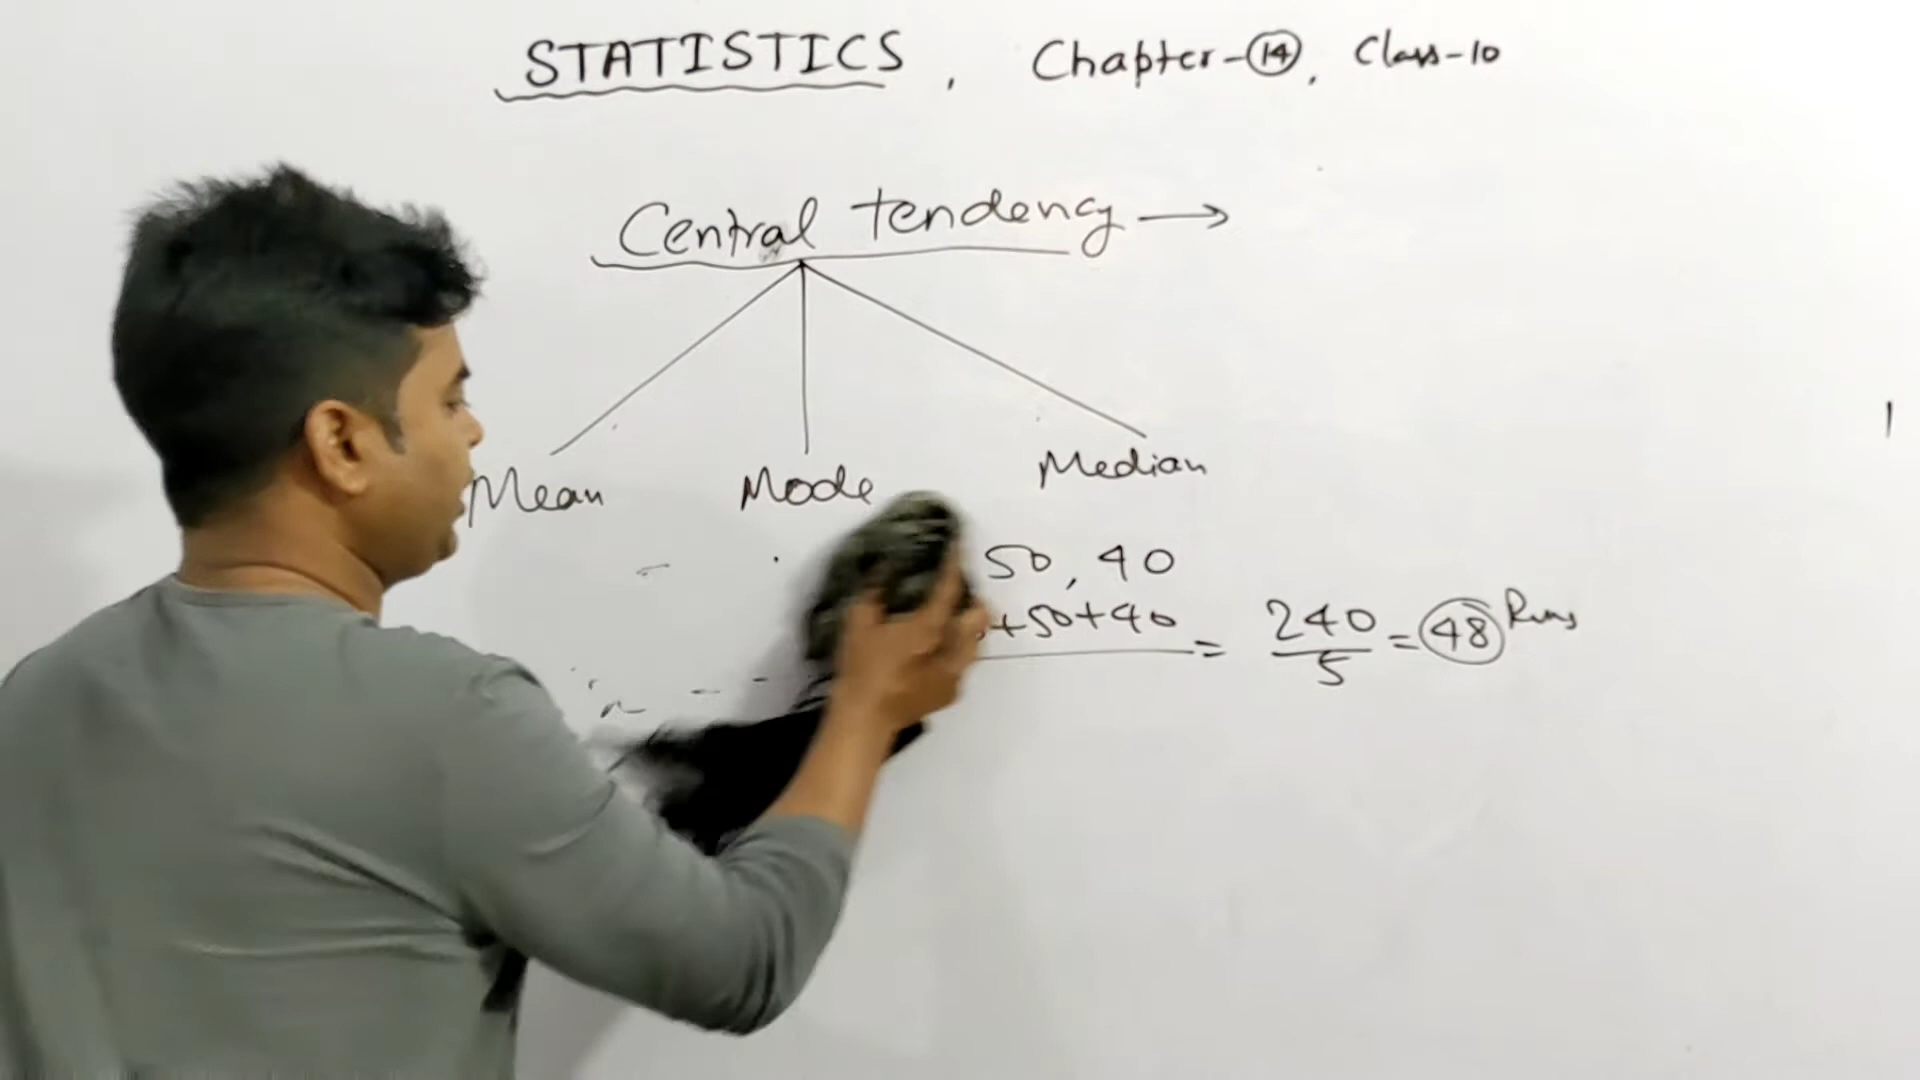 STATISTICS, Chapter-14, Class-10
Central tendency →
Mean Mode Median
50, 40
+50+40 = 240/5 = 48 Runs